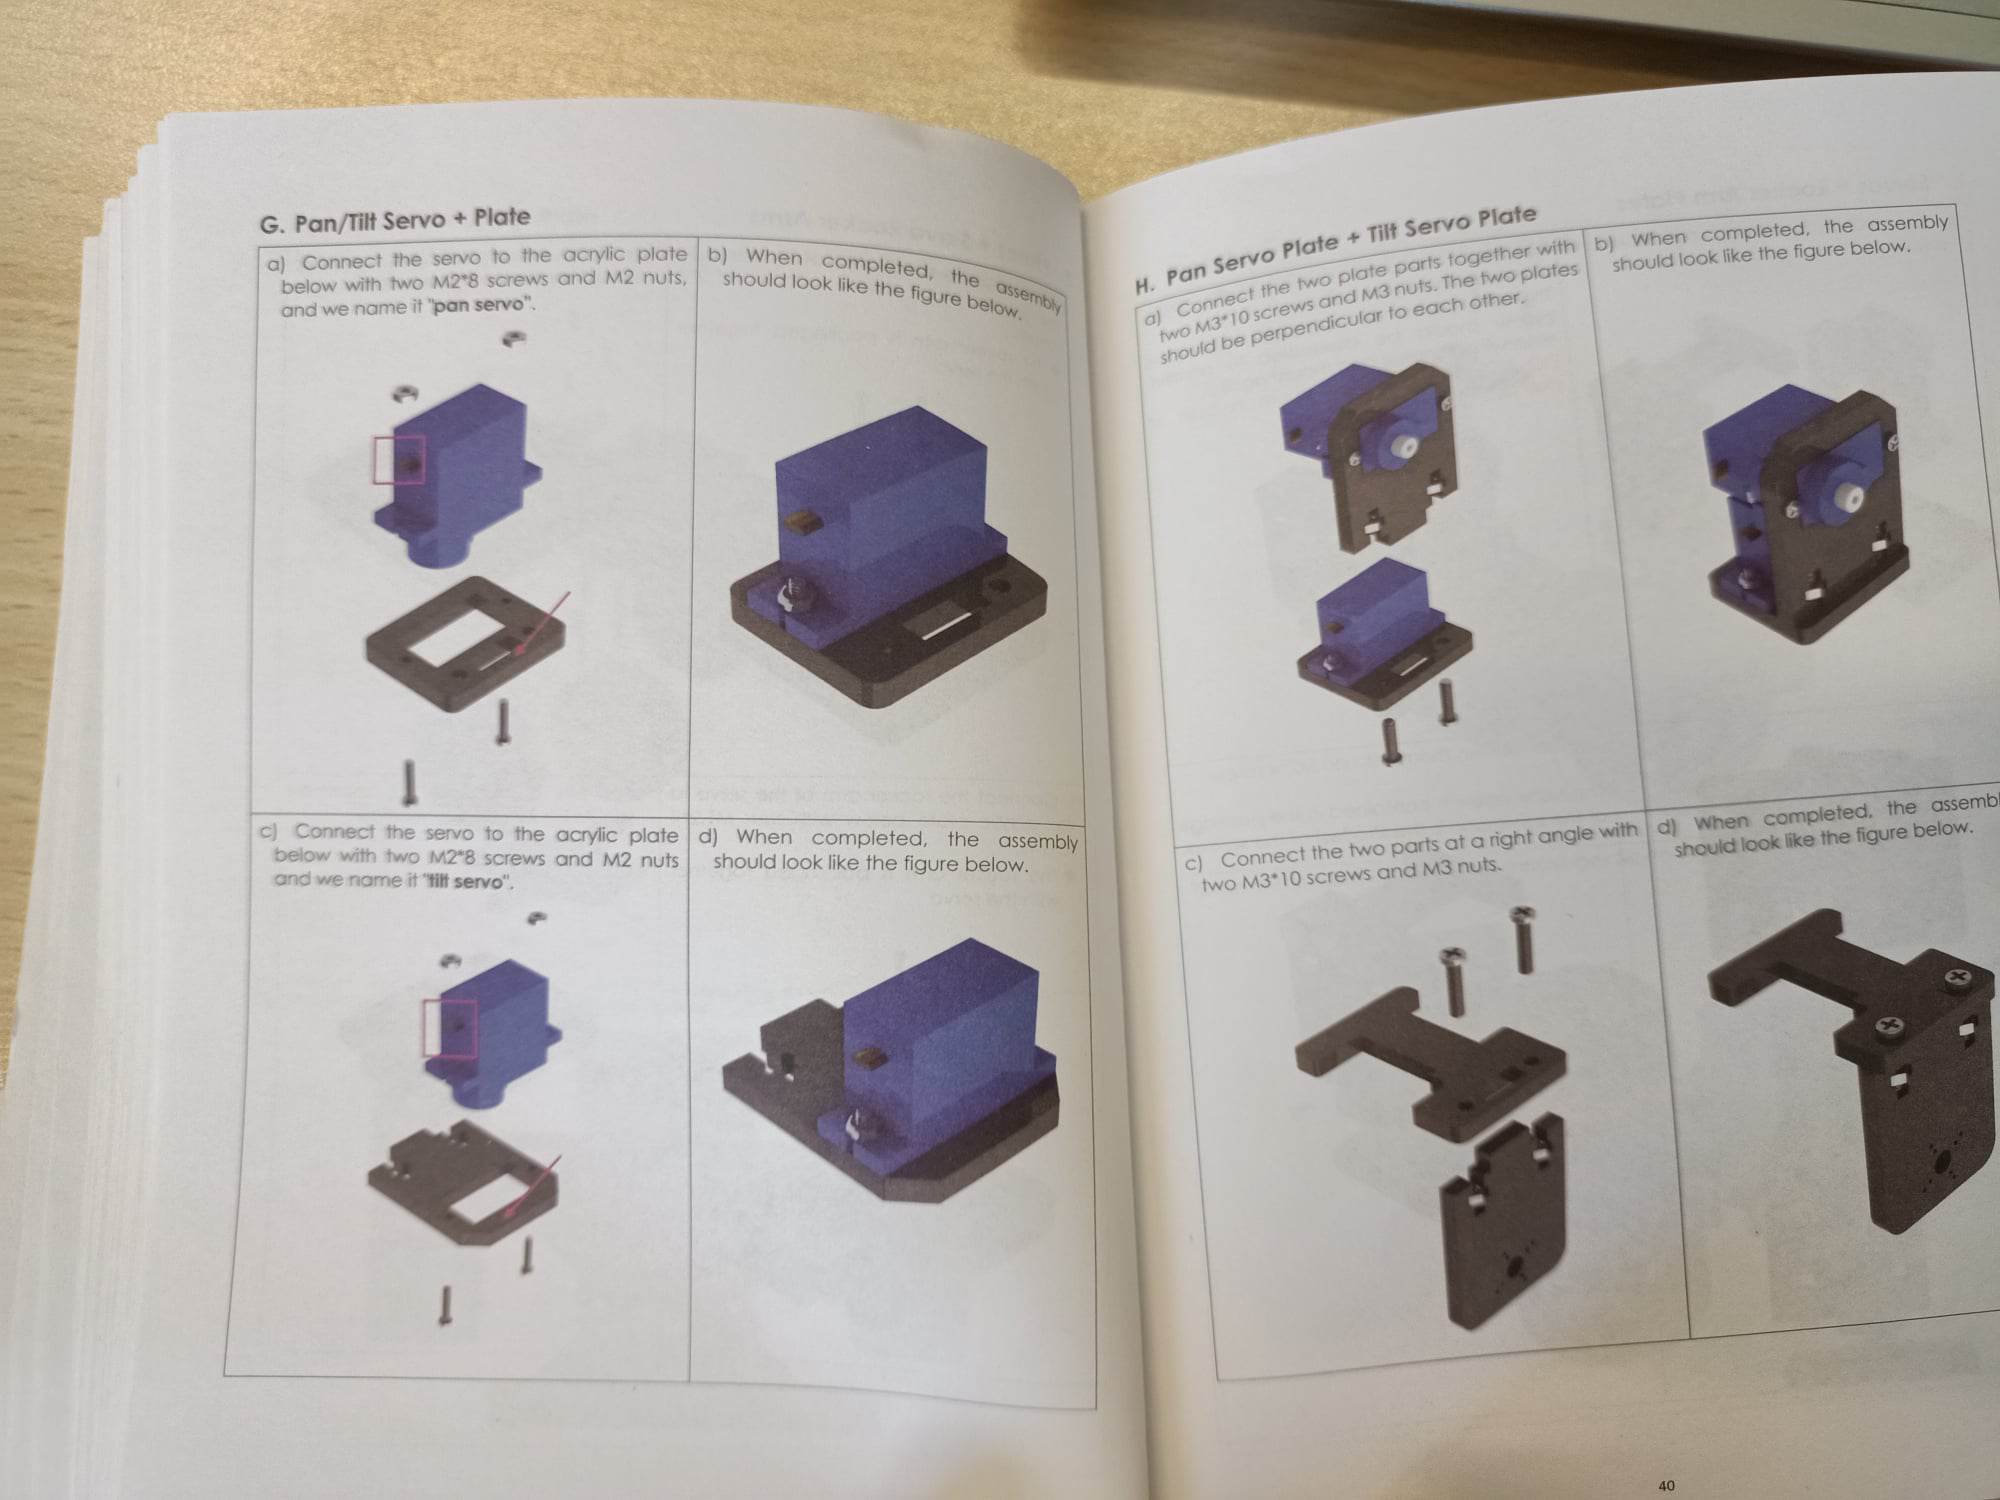 G. Pan/Tilt Servo + Plate
a) Connect the servo to the acrylic plate
below with two M2*8 screws and M2 nuts,
and we name it "pan servo".
b) When completed, the assembly
should look like the figure below.
c) Connect the servo to the acrylic plate
below with two M2*8 screws and M2 nuts
and we name it "tilt servo".
d) When completed, the assembly
should look like the figure below.
H. Pan Servo Plate + Tilt Servo Plate
a) Connect the two plate parts together with
two M3*10 screws and M3 nuts. The two plates
should be perpendicular to each other.
b) When completed, the assembly
should look like the figure below.
c) Connect the two parts at a right angle with
two M3*10 screws and M3 nuts.
d) When completed, the assemb
should look like the figure below.
40